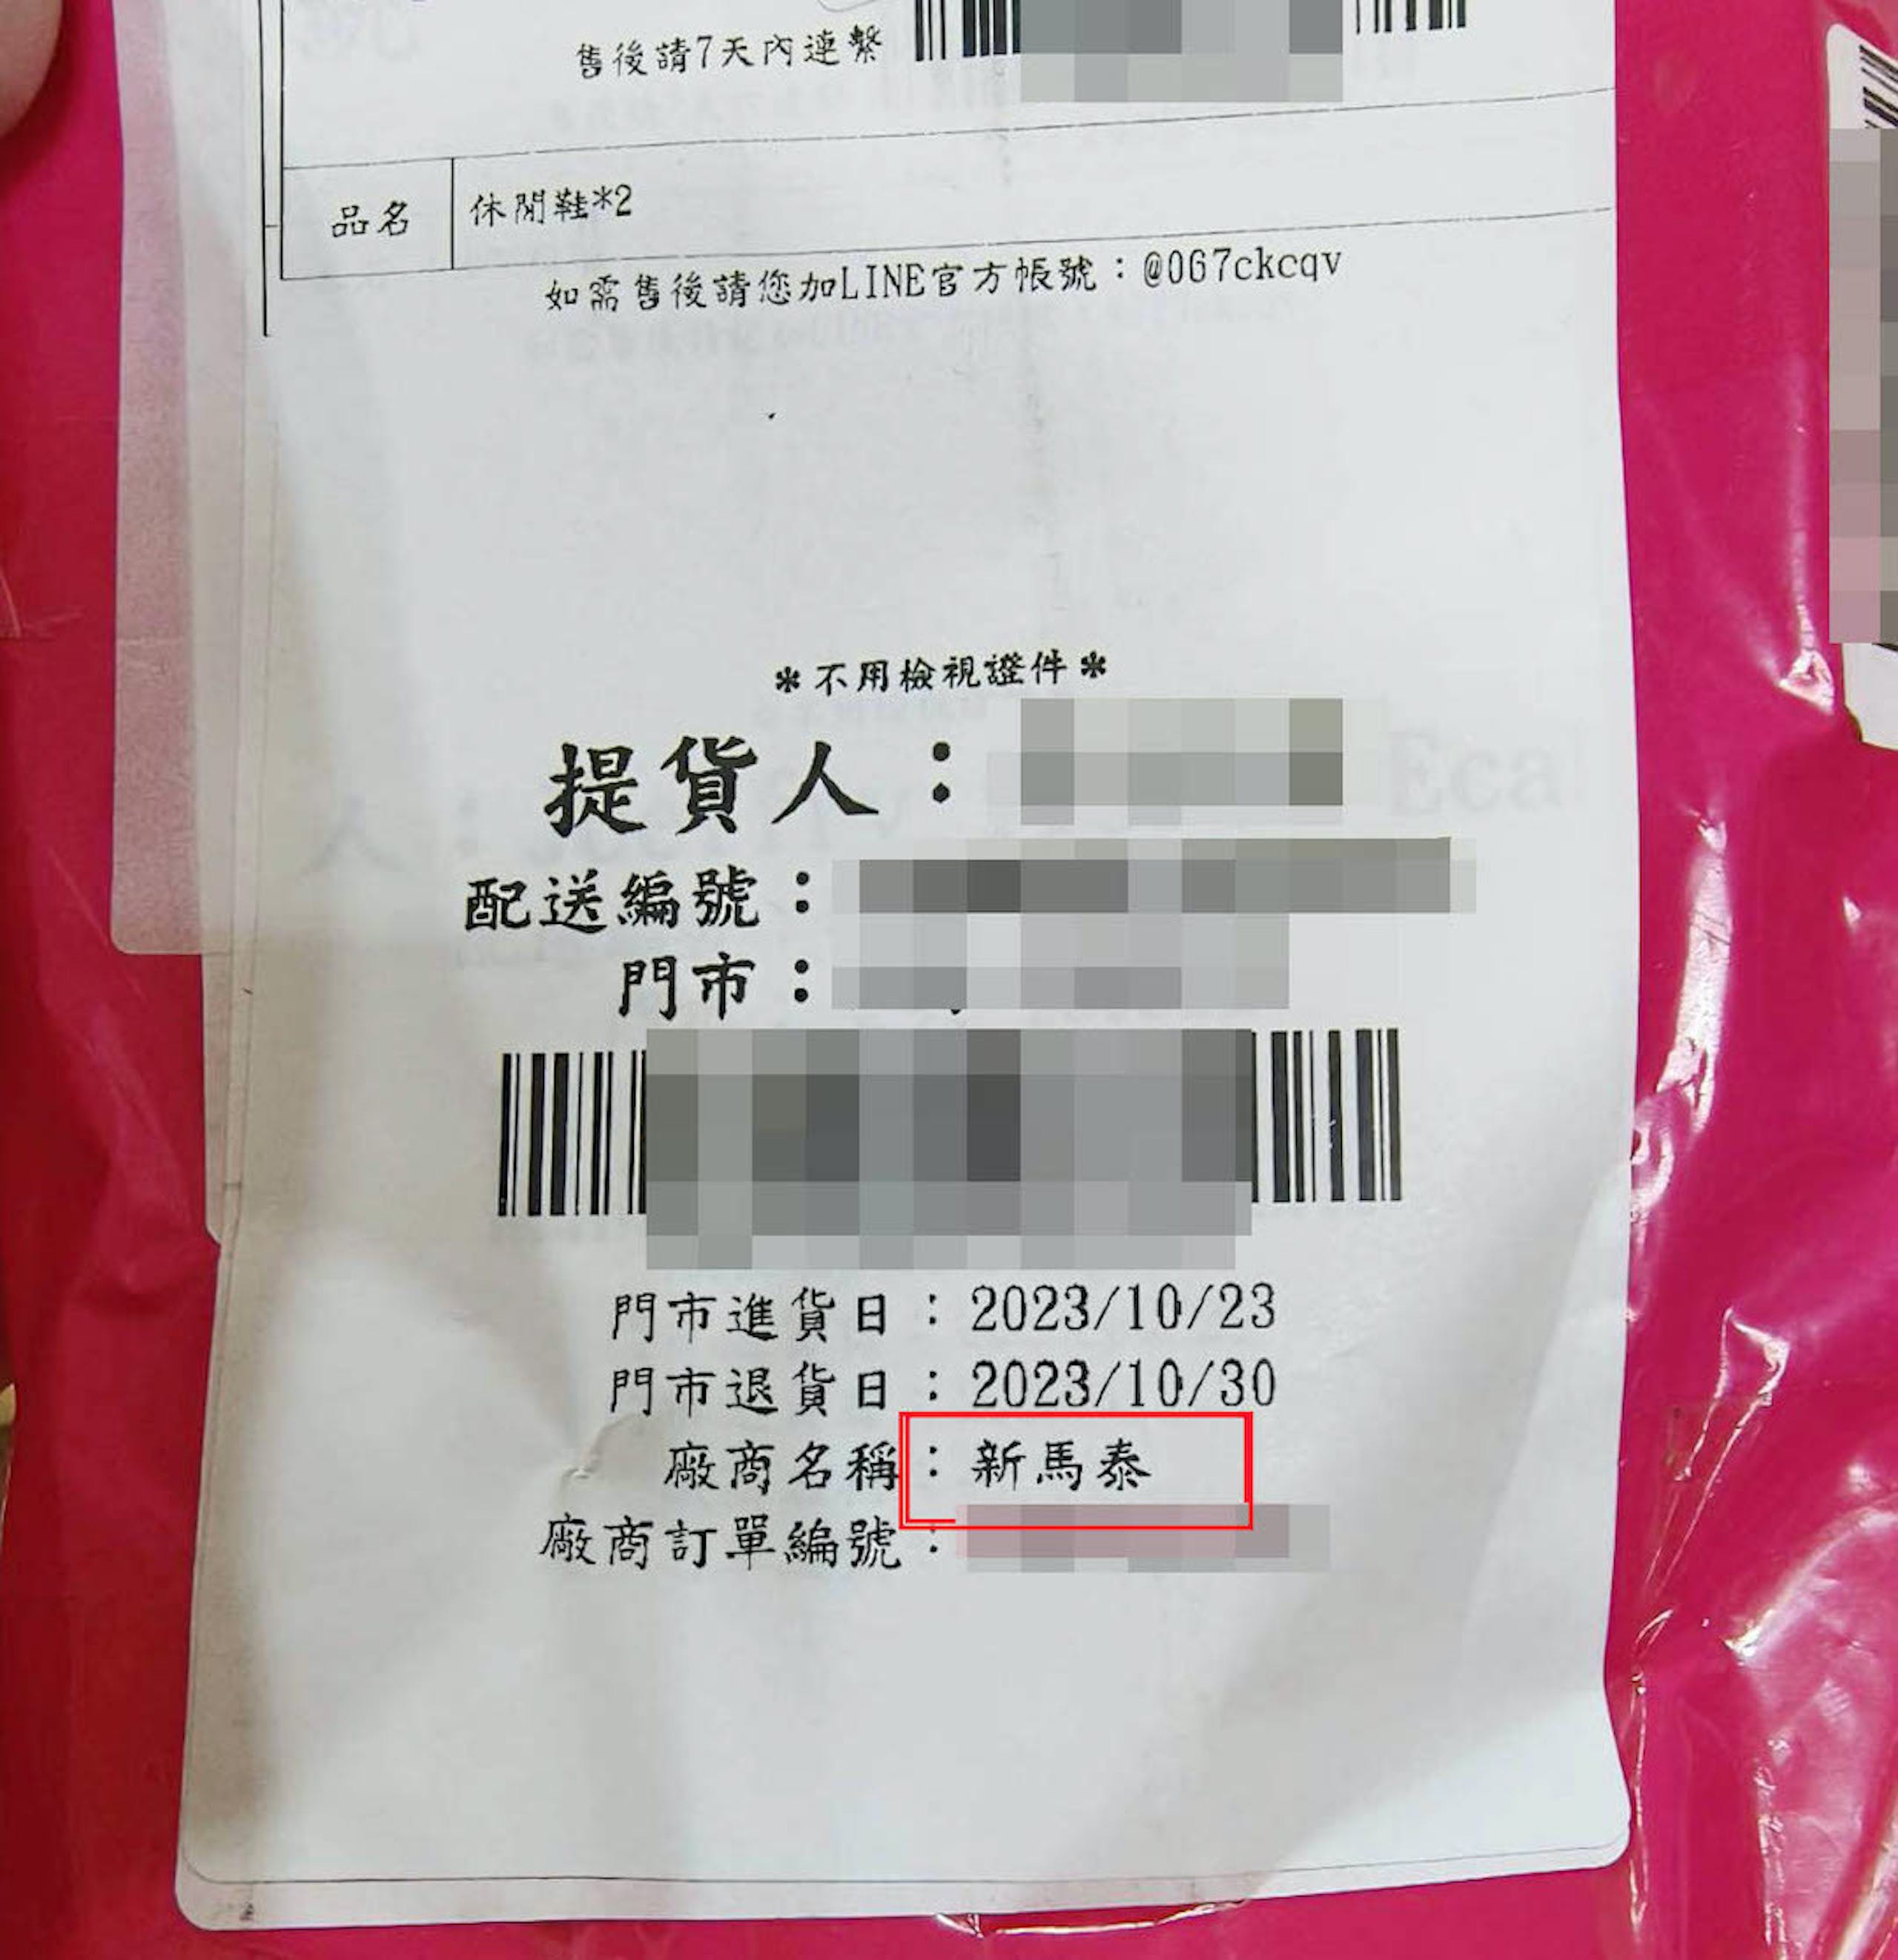 售後請7天內連繫
品名 休閒鞋*2
如需售後請您加LINE官方帳號：@067ckcqv
*不用檢視證件*
提貨人：
配送編號：
門市：
門市進貨日：2023/10/23
門市退貨日：2023/10/30
廠商名稱：新馬泰
廠商訂單編號：